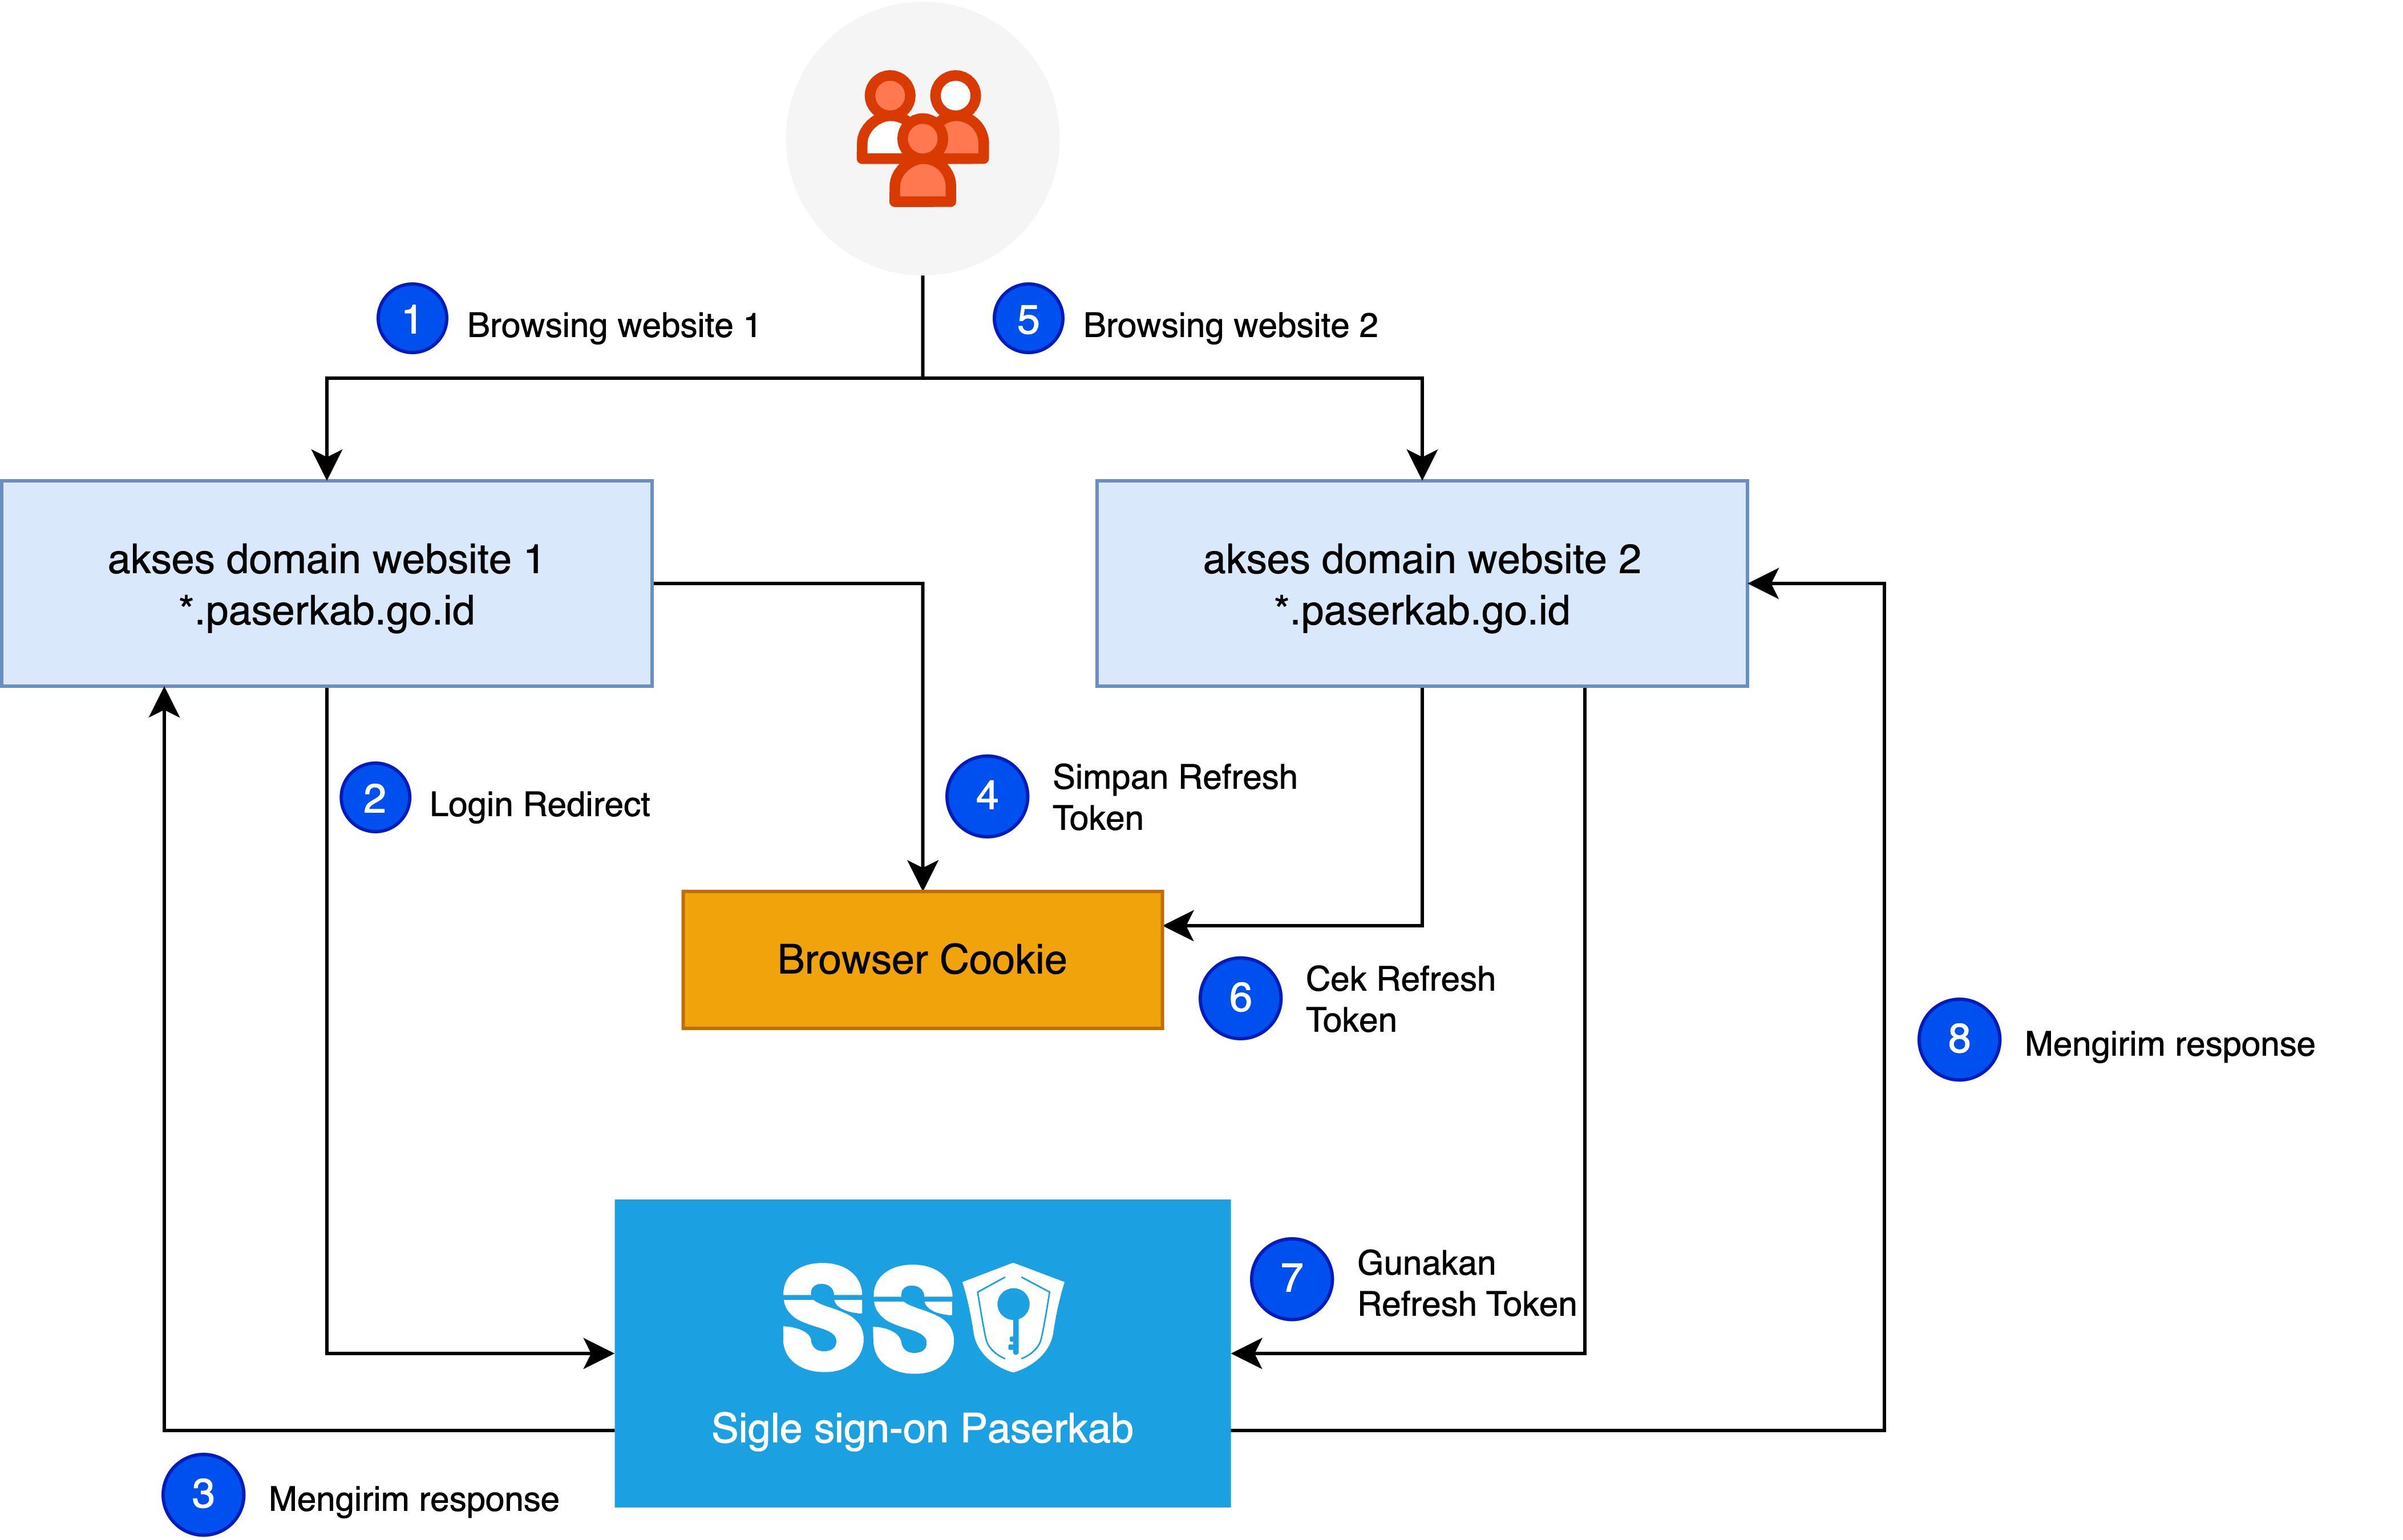 1 Browsing website 1
5 Browsing website 2
akses domain website 1
*.paserkab.go.id
akses domain website 2
*.paserkab.go.id
2 Login Redirect
4 Simpan Refresh
Token
Browser Cookie
6 Cek Refresh
Token
8 Mengirim response
7 Gunakan
Refresh Token
SS
Sigle sign-on Paserkab
3 Mengirim response